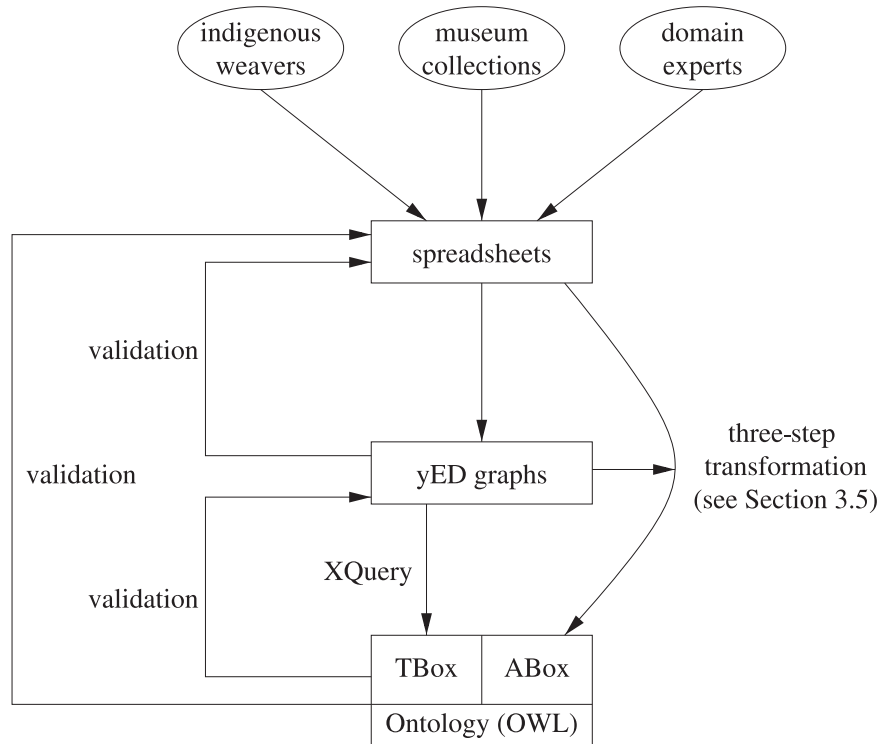 indigenous
weavers
museum
collections
domain
experts
spreadsheets
validation
three-step
transformation
(see Section 3.5)
validation
yED graphs
XQuery
validation
TBox
ABox
Ontology (OWL)